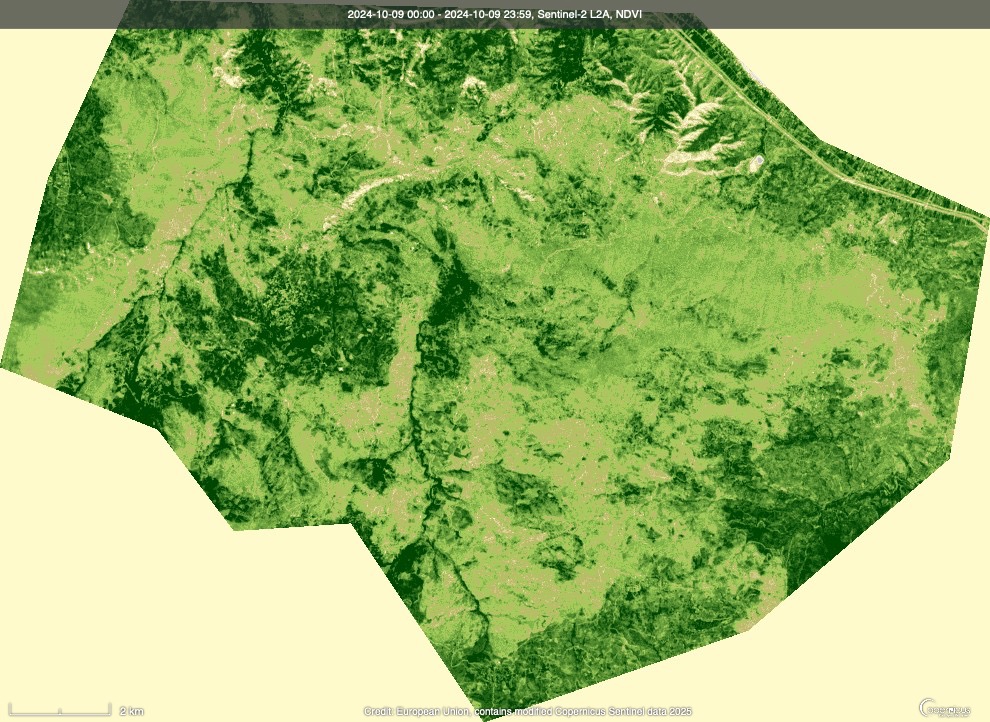 2024-10-09 00:00 - 2024-10-09 23:59, Sentinel-2 L2A, NDVI
2 km
Credit: European Union, contains modified Copernicus Sentinel data 2025